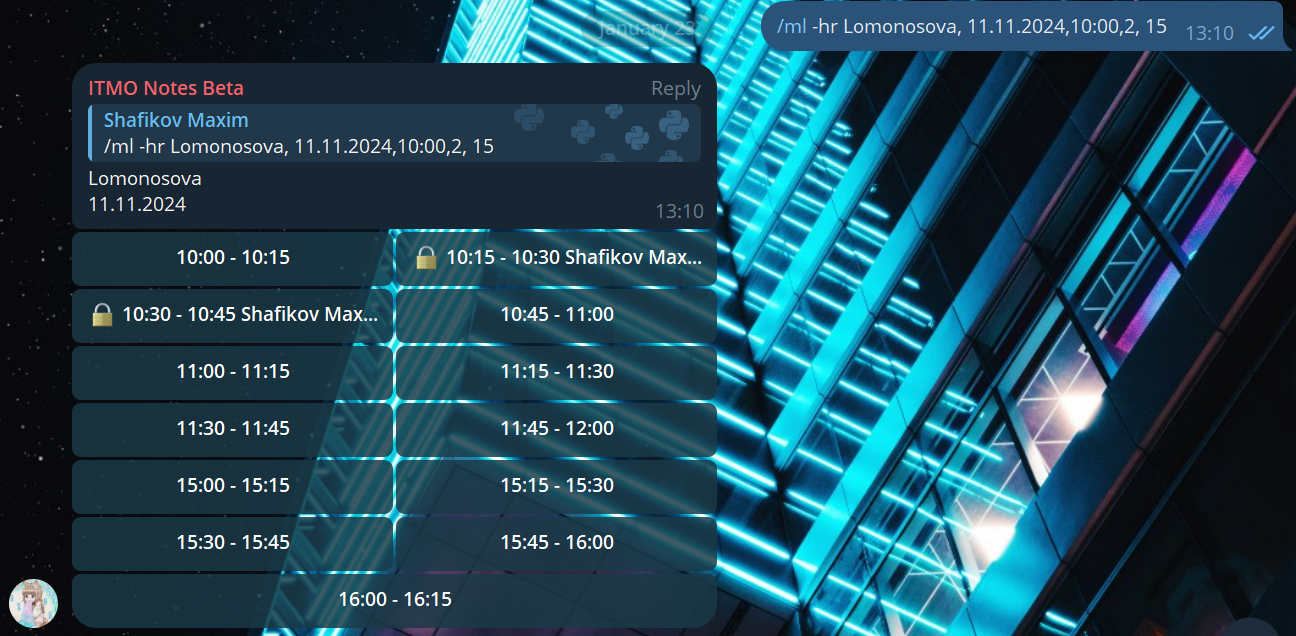 January 23
/ml -hr Lomonosova, 11.11.2024,10:00,2, 15 13:10
ITMO Notes Beta Reply
Shafikov Maxim
/ml -hr Lomonosova, 11.11.2024,10:00,2, 15
Lomonosova
11.11.2024
13:10
10:00 - 10:15
10:15 - 10:30 Shafikov Max...
10:30 - 10:45 Shafikov Max...
10:45 - 11:00
11:00 - 11:15
11:15 - 11:30
11:30 - 11:45
11:45 - 12:00
15:00 - 15:15
15:15 - 15:30
15:30 - 15:45
15:45 - 16:00
16:00 - 16:15